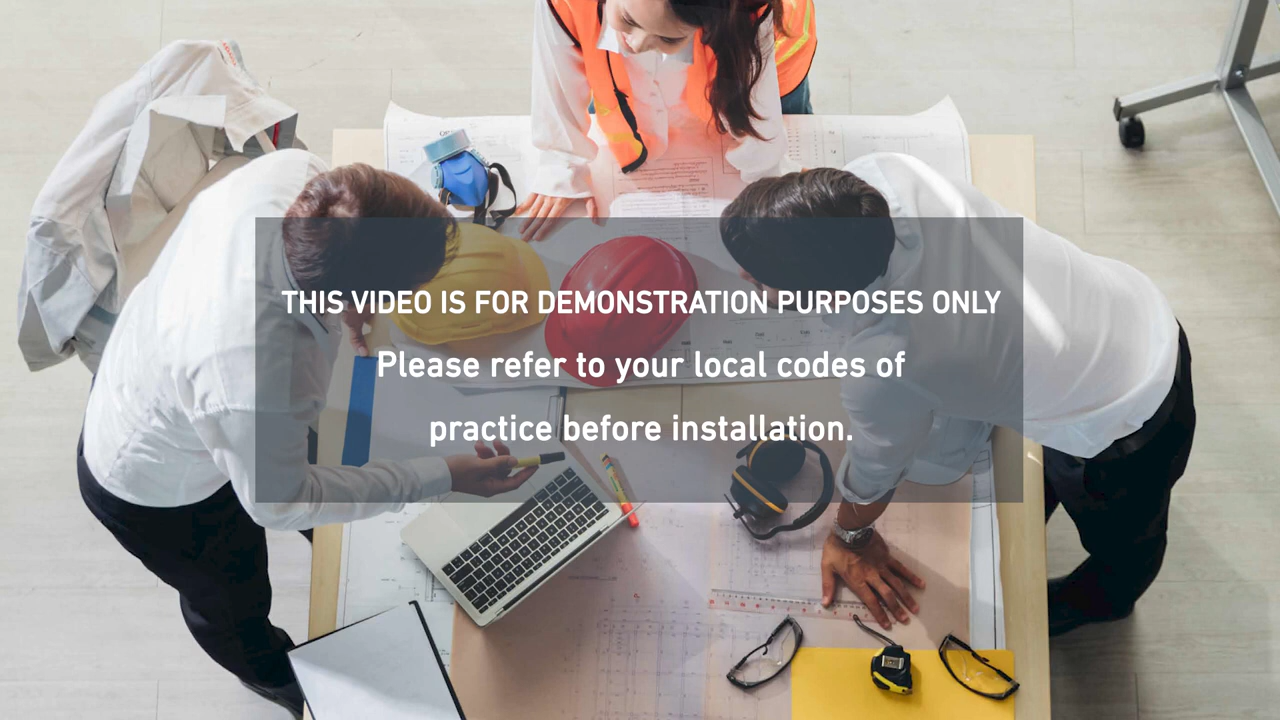 THIS VIDEO IS FOR DEMONSTRATION PURPOSES ONLY
Please refer to your local codes of
practice before installation.